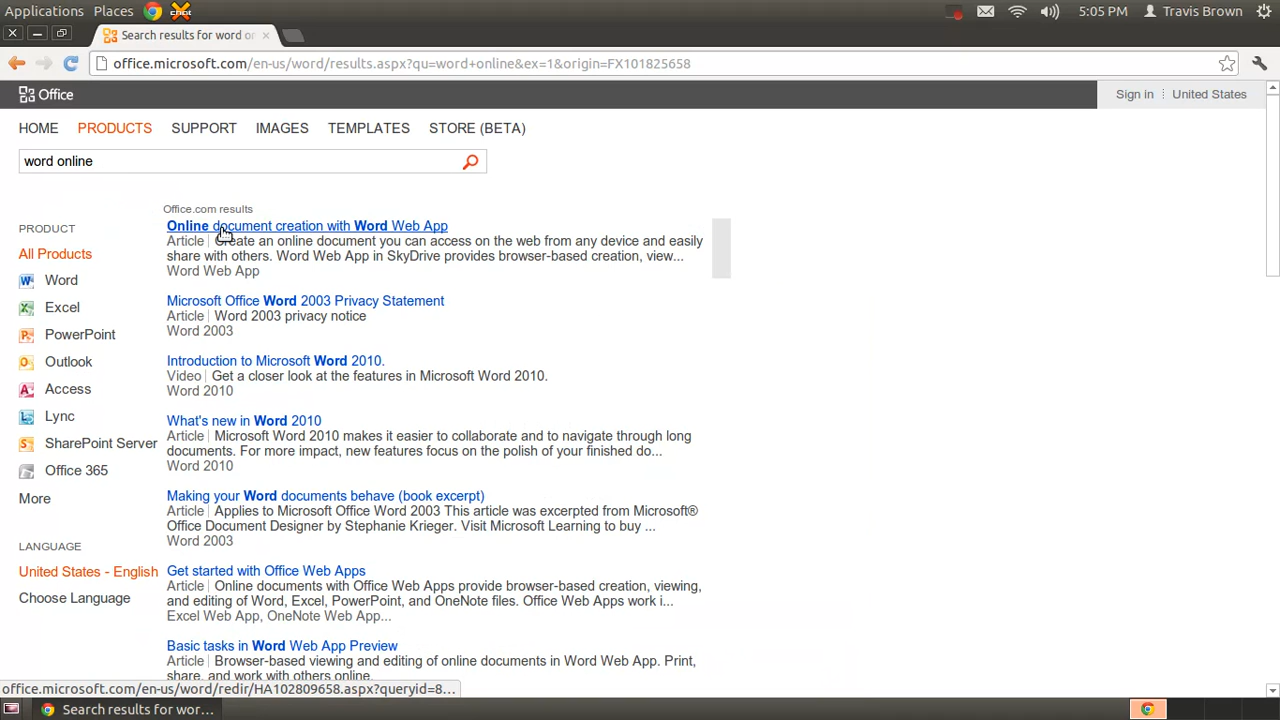 Applications Places 5:05 PM Travis Brown
Search results for word on
office.microsoft.com/en-us/word/results.aspx?qu=word+online&ex=1&origin=FX101825658
Office Sign in United States
HOME PRODUCTS SUPPORT IMAGES TEMPLATES STORE (BETA)
word online
Office.com results
PRODUCT
All Products
Word
Excel
PowerPoint
Outlook
Access
Lync
SharePoint Server
Office 365
More
LANGUAGE
United States - English
Choose Language
Online document creation with Word Web App
Article | Create an online document you can access on the web from any device and easily
share with others. Word Web App in SkyDrive provides browser-based creation, view...
Word Web App
Microsoft Office Word 2003 Privacy Statement
Article | Word 2003 privacy notice
Word 2003
Introduction to Microsoft Word 2010.
Video | Get a closer look at the features in Microsoft Word 2010.
Word 2010
What's new in Word 2010
Article | Microsoft Word 2010 makes it easier to collaborate and to navigate through long
documents. For more impact, new features focus on the polish of your finished do...
Word 2010
Making your Word documents behave (book excerpt)
Article | Applies to Microsoft Office Word 2003 This article was excerpted from Microsoft®
Office Document Designer by Stephanie Krieger. Visit Microsoft Learning to buy ...
Word 2003
Get started with Office Web Apps
Article | Online documents with Office Web Apps provide browser-based creation, viewing,
and editing of Word, Excel, PowerPoint, and OneNote files. Office Web Apps work i...
Excel Web App, OneNote Web App...
Basic tasks in Word Web App Preview
Article | Browser-based viewing and editing of online documents in Word Web App. Print,
share, and work with others online.
office.microsoft.com/en-us/word/redir/HA102809658.aspx?queryid=8...
Search results for wor...